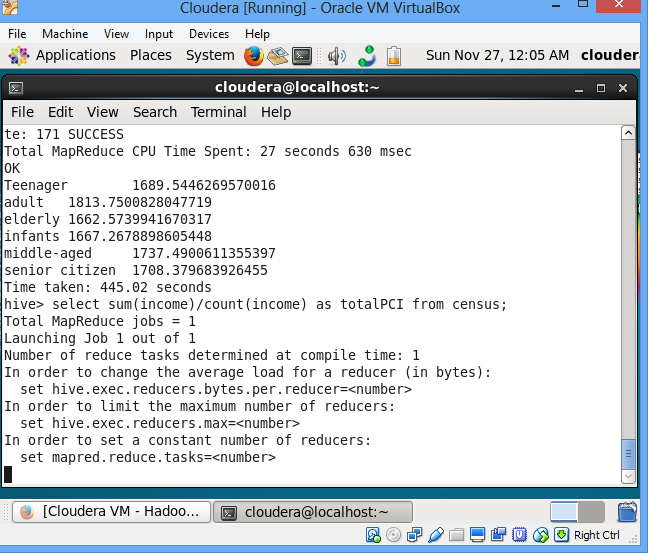 Cloudera [Running] - Oracle VM VirtualBox
File Machine View Input Devices Help
Applications Places System Sun Nov 27, 12:05 AM clouder
cloudera@localhost:~
File Edit View Search Terminal Help
te: 171 SUCCESS
Total MapReduce CPU Time Spent: 27 seconds 630 msec
OK
Teenager 1689.5446269570016
adult 1813.7500828047719
elderly 1662.5739941670317
infants 1667.2678898605448
middle-aged 1737.4900611355397
senior citizen 1708.379683926455
Time taken: 445.02 seconds
hive> select sum(income)/count(income) as totalPCI from census;
Total MapReduce jobs = 1
Launching Job 1 out of 1
Number of reduce tasks determined at compile time: 1
In order to change the average load for a reducer (in bytes):
set hive.exec.reducers.bytes.per.reducer=<number>
In order to limit the maximum number of reducers:
set hive.exec.reducers.max=<number>
In order to set a constant number of reducers:
set mapred.reduce.tasks=<number>
[Cloudera VM - Hadoo... cloudera@localhost:~
Right Ctrl